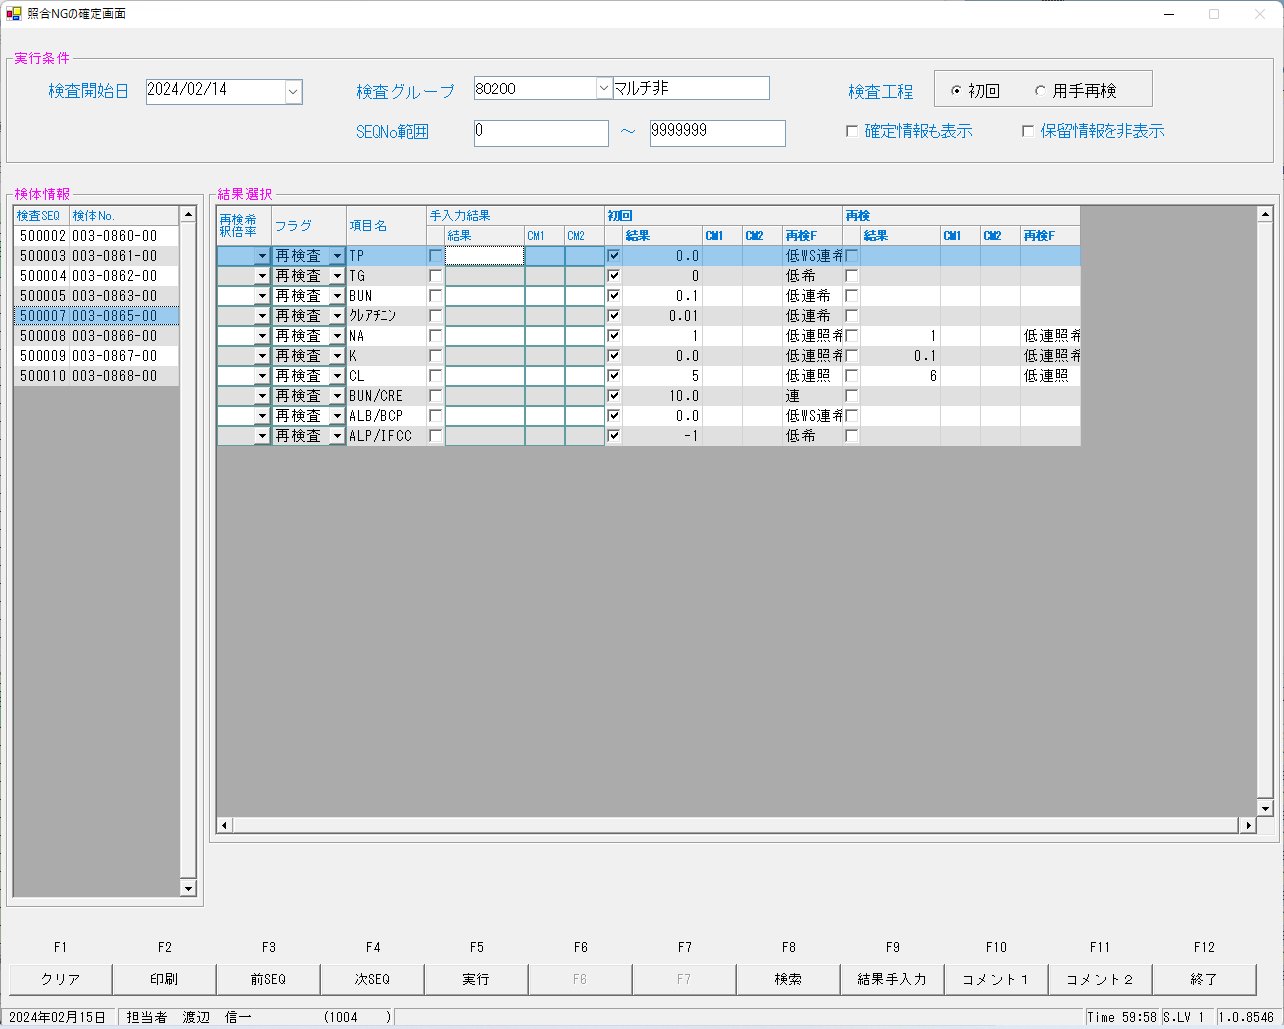 照合NGの確定画面
実行条件
検査開始日 2024/02/14 検査グループ 80200 マルチ非 検査工程 初回 用手再検
SEQNo範囲 0 ～ 9999999 確定情報も表示 保留情報を非表示
検体情報
検査SEQ 検体No.
500002 003-0860-00
500003 003-0861-00
500004 003-0862-00
500005 003-0863-00
500007 003-0865-00
500008 003-0866-00
500009 003-0867-00
500010 003-0868-00
結果選択
再検希釈倍率 フラグ 項目名 手入力結果 初回 再検
結果 CM1 CM2 結果 CM1 CM2 再検F 結果 CM1 CM2 再検F
再検査 TP 0.0 低WS連希
再検査 TG 0 低希
再検査 BUN 0.1 低連希
再検査 ｸﾚｱﾁﾆﾝ 0.01 低連希
再検査 NA 1 低連照希 1 低連照希
再検査 K 0.0 低連照希 0.1 低連照希
再検査 CL 5 低連照 6 低連照
再検査 BUN/CRE 10.0 連
再検査 ALB/BCP 0.0 低WS連希
再検査 ALP/IFCC -1 低希
F1 F2 F3 F4 F5 F6 F7 F8 F9 F10 F11 F12
クリア 印刷 前SEQ 次SEQ 実行 F6 F7 検索 結果手入力 コメント１ コメント２ 終了
2024年02月15日 担当者 渡辺 信一 (1004 ) Time 59:58 S.LV 1 1.0.8546